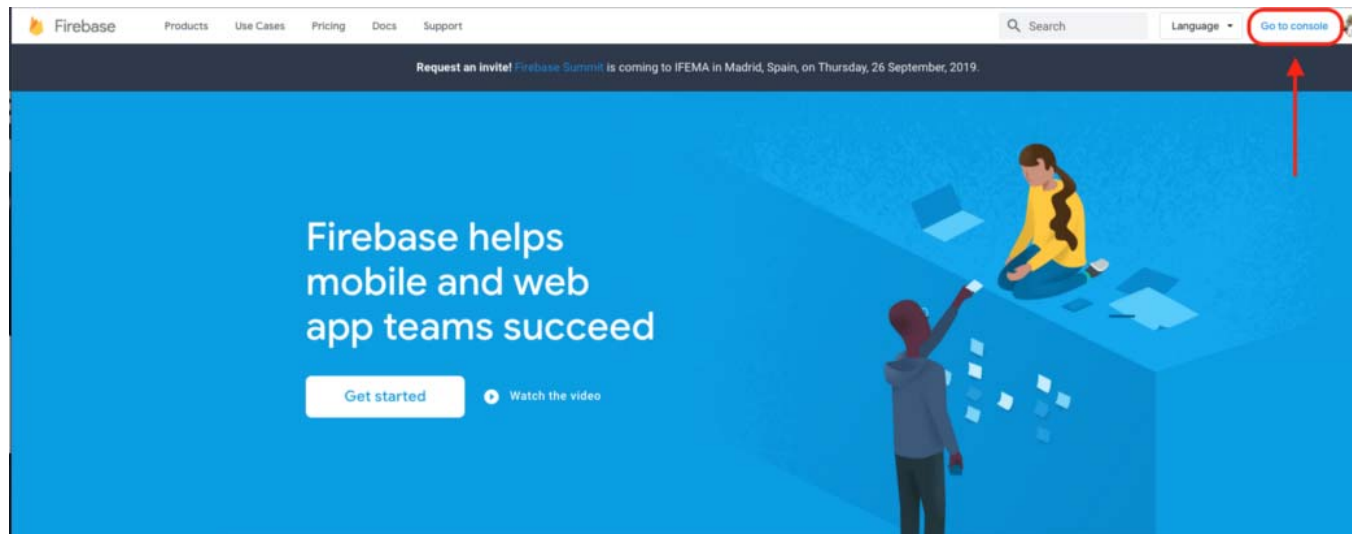 Firebase Products Use Cases Pricing Docs Support Search Language Go to console
Request an invite! Firebase Summit is coming to IFEMA in Madrid, Spain, on Thursday, 26 September, 2019.
Firebase helps
mobile and web
app teams succeed
Get started Watch the video